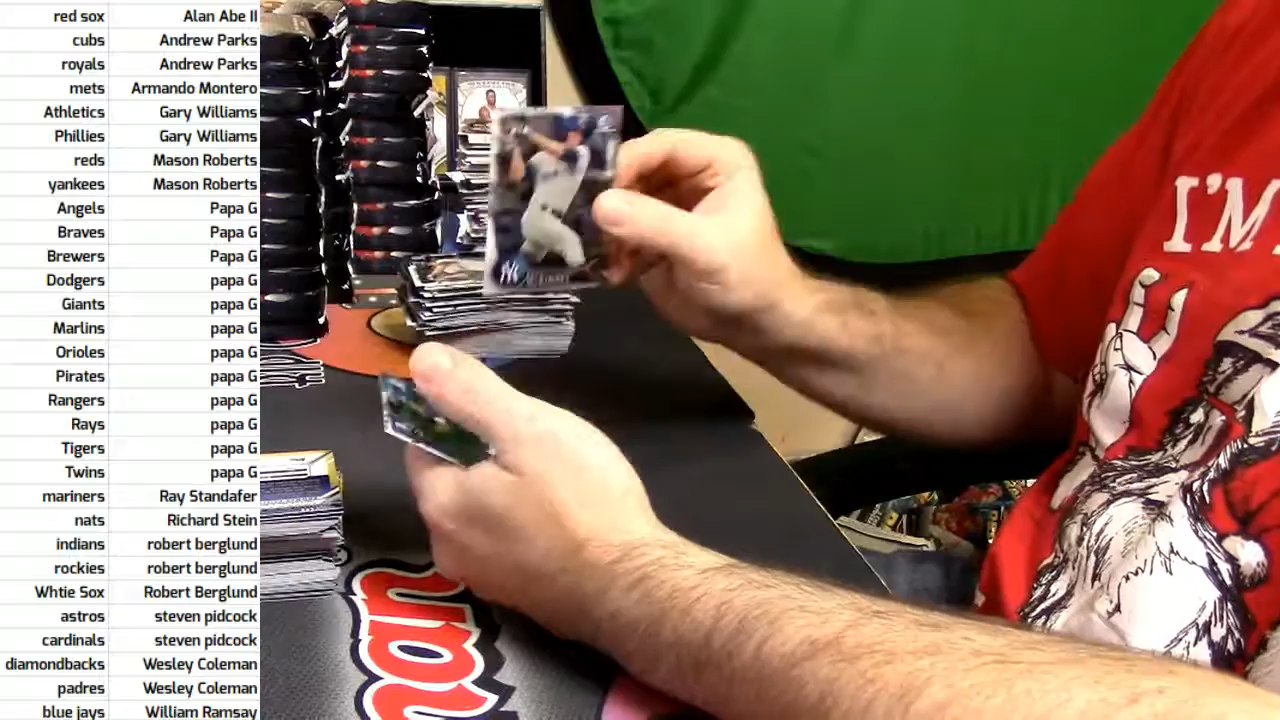 red sox Alan Abe II
cubs Andrew Parks
royals Andrew Parks
mets Armando Montero
Athletics Gary Williams
Phillies Gary Williams
reds Mason Roberts
yankees Mason Roberts
Angels Papa G
Braves Papa G
Brewers Papa G
Dodgers papa G
Giants papa G
Marlins papa G
Orioles papa G
Pirates papa G
Rangers papa G
Rays papa G
Tigers papa G
Twins papa G
mariners Ray Standafer
nats Richard Stein
indians robert berglund
rockies robert berglund
Whtie Sox Robert Berglund
astros steven pidcock
cardinals steven pidcock
diamondbacks Wesley Coleman
padres Wesley Coleman
blue jays William Ramsay
I'M
NY